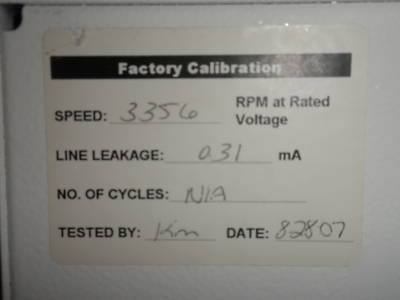 Factory Calibration
SPEED: 3356 RPM at Rated
Voltage
LINE LEAKAGE: 0.31 mA
NO. OF CYCLES: N/A
TESTED BY: Km DATE: 82807